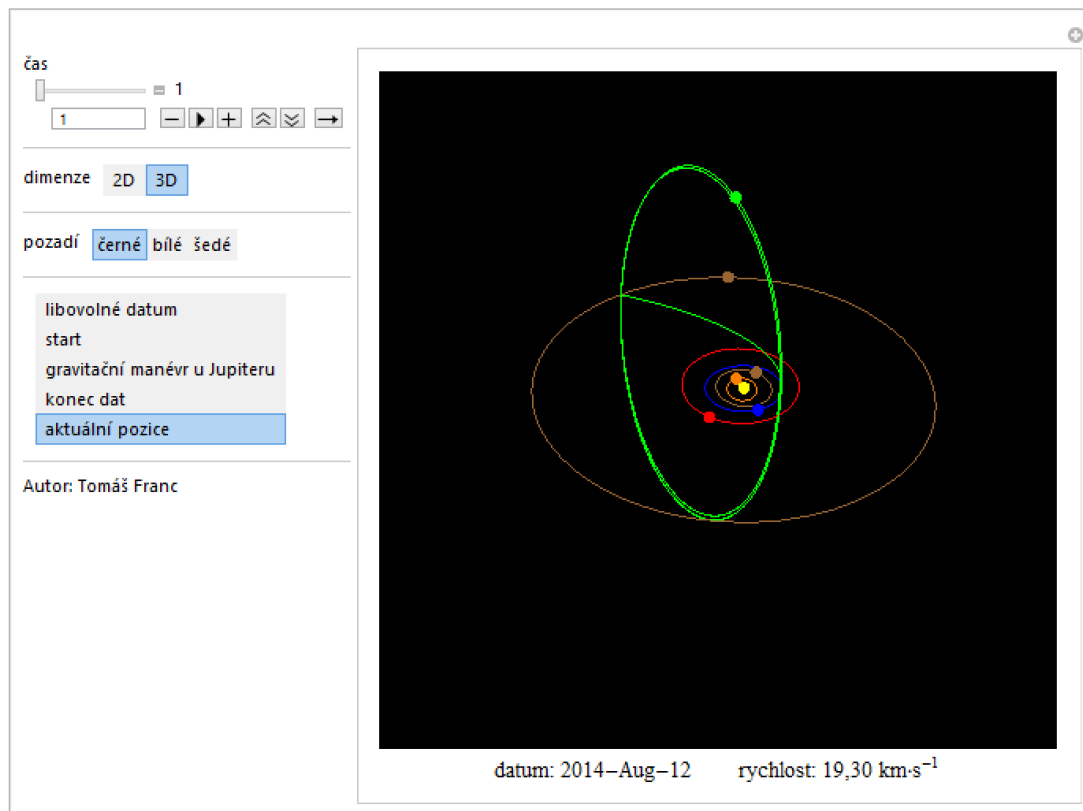 čas
1
1
dimenze 2D 3D
pozadí černé bílé šedé
libovolné datum
start
gravitační manévr u Jupiteru
konec dat
aktuální pozice
Autor: Tomáš Franc
datum: 2014–Aug–12 rychlost: 19,30 km·s⁻¹